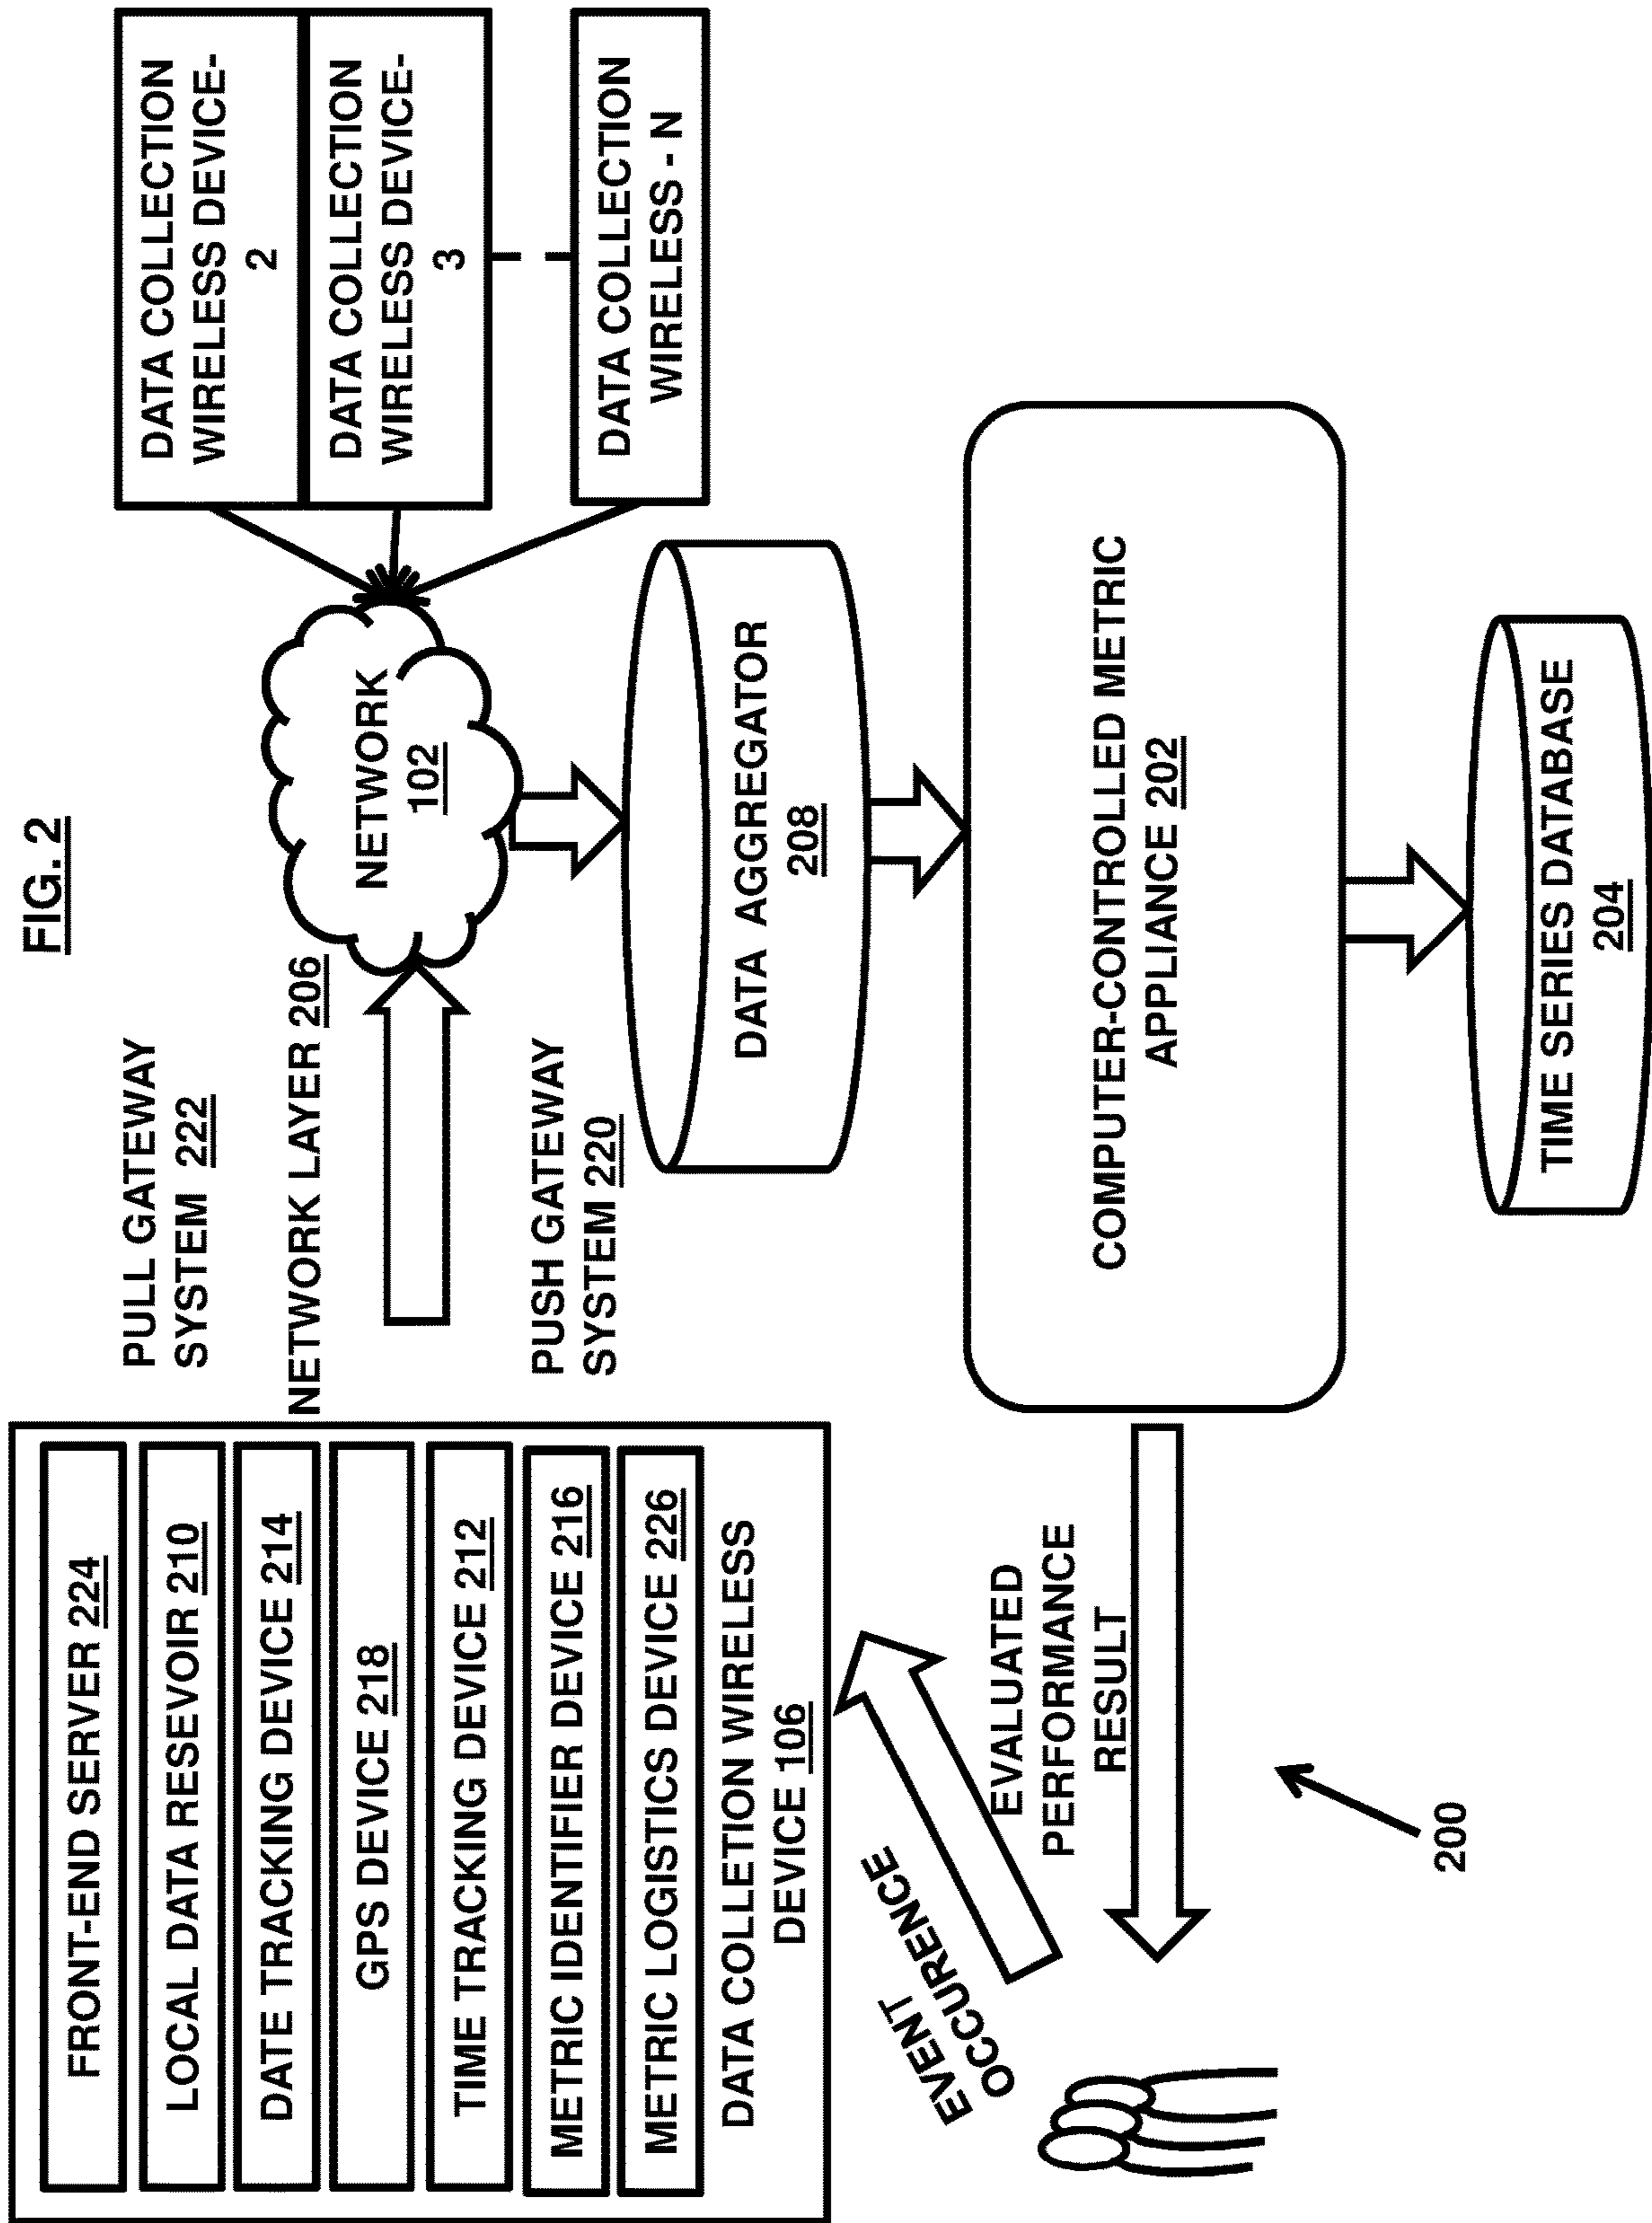 FIG. 2
FRONT-END SERVER 224
LOCAL DATA RESEVOIR 210
DATE TRACKING DEVICE 214
GPS DEVICE 218
TIME TRACKING DEVICE 212
METRIC IDENTIFIER DEVICE 216
METRIC LOGISTICS DEVICE 226
DATA COLLETION WIRELESS
DEVICE 106
PULL GATEWAY
SYSTEM 222
NETWORK LAYER 206
PUSH GATEWAY
SYSTEM 220
NETWORK
102
DATA COLLECTION
WIRELESS DEVICE-
2
DATA COLLECTION
WIRELESS DEVICE-
3
DATA COLLECTION
WIRELESS - N
DATA AGGREGATOR
208
COMPUTER-CONTROLLED METRIC
APPLIANCE 202
TIME SERIES DATABASE
204
EVENT
OCCURENCE
EVALUATED
PERFORMANCE
RESULT
200